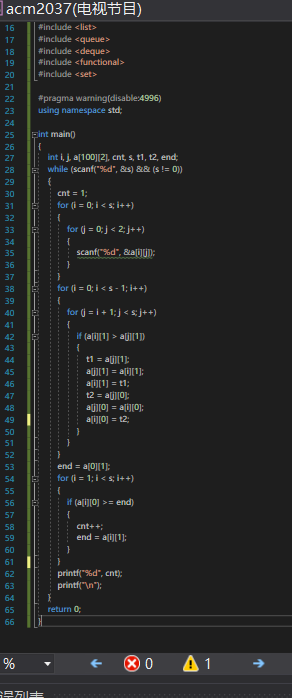 acm2037(电视节目)
16 #include <list>
17 #include <queue>
18 #include <deque>
19 #include <functional>
20 #include <set>
21
22 #pragma warning(disable:4996)
23 using namespace std;
24
25 int main()
26 {
27 int i, j, a[100][2], cnt, s, t1, t2, end;
28 while (scanf("%d", &s) && (s != 0))
29 {
30 cnt = 1;
31 for (i = 0; i < s; i++)
32 {
33 for (j = 0; j < 2; j++)
34 {
35 scanf("%d", &a[i][j]);
36 }
37 }
38 for (i = 0; i < s - 1; i++)
39 {
40 for (j = i + 1; j < s; j++)
41 {
42 if (a[i][1] > a[j][1])
43 {
44 t1 = a[j][1];
45 a[j][1] = a[i][1];
46 a[i][1] = t1;
47 t2 = a[j][0];
48 a[j][0] = a[i][0];
49 a[i][0] = t2;
50 }
51 }
52 }
53 end = a[0][1];
54 for (i = 1; i < s; i++)
55 {
56 if (a[i][0] >= end)
57 {
58 cnt++;
59 end = a[i][1];
60 }
61 }
62 printf("%d", cnt);
63 printf("\n");
64 }
65 return 0;
66 }
% 0 1